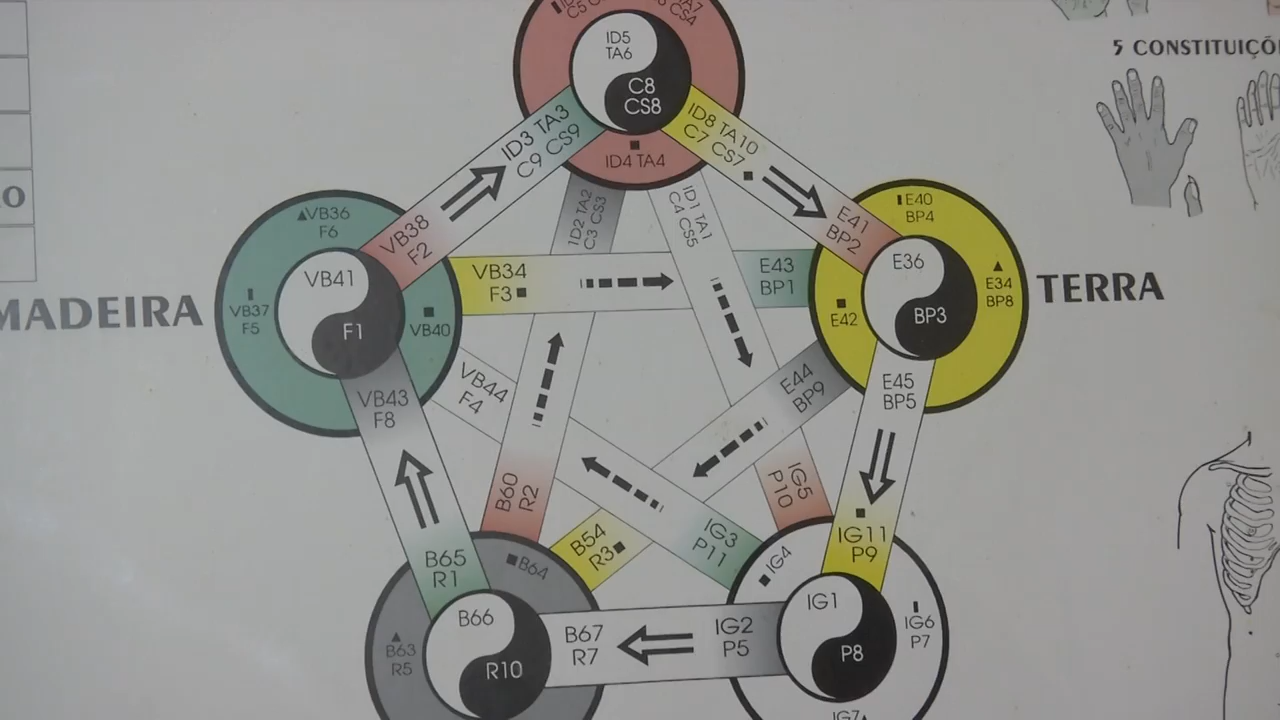 ID5
TA6
C8
CS8
ID4 TA4
ID3 TA3
C9 CS9
ID8 TA10
C7 CS7
5 CONSTITUIÇÕ
VB36
F6
VB38
F2
ID2 TA2
C3 CS3
ID1 TA1
C4 CS5
E41
BP2
E40
BP4
VB41
F1
VB37
F5
VB40
VB34
F3
E43
BP1
E36
BP3
E34
BP8
E42
MADEIRA
TERRA
VB43
F8
VB44
F4
E44
BP9
E45
BP5
B60
R2
IG5
P10
B54
R3
IG3
P11
IG11
P9
B65
R1
B64
IG4
B66
R10
B63
R5
B67
R7
IG2
P5
IG1
P8
IG6
P7
IG7